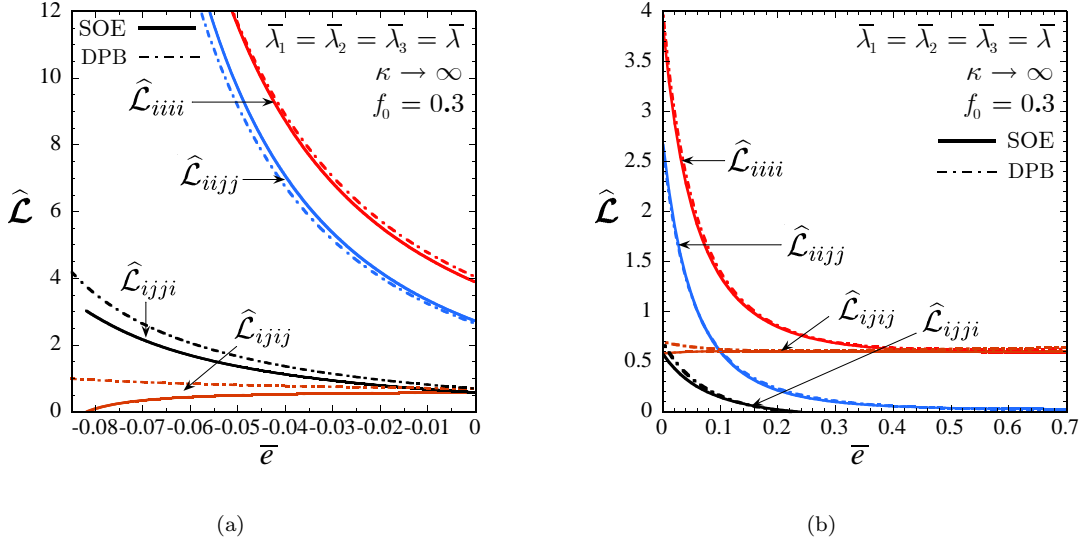 12
10
8
6
4
2
0
-0.08 -0.07 -0.06 -0.05 -0.04 -0.03 -0.02 -0.01 0
𝓛̂
e̅
SOE
DPB
λ̅₁ = λ̅₂ = λ̅₃ = λ̅
κ → ∞
f₀ = 0.3
𝓛̂ᵢᵢᵢᵢ
𝓛̂ᵢᵢⱼⱼ
𝓛̂ᵢⱼⱼᵢ
𝓛̂ᵢⱼᵢⱼ
(a)
4
3.5
3
2.5
2
1.5
1
0.5
0
0 0.1 0.2 0.3 0.4 0.5 0.6 0.7
𝓛̂
e̅
λ̅₁ = λ̅₂ = λ̅₃ = λ̅
κ → ∞
f₀ = 0.3
SOE
DPB
𝓛̂ᵢᵢᵢᵢ
𝓛̂ᵢᵢⱼⱼ
𝓛̂ᵢⱼᵢⱼ
𝓛̂ᵢⱼⱼᵢ
(b)